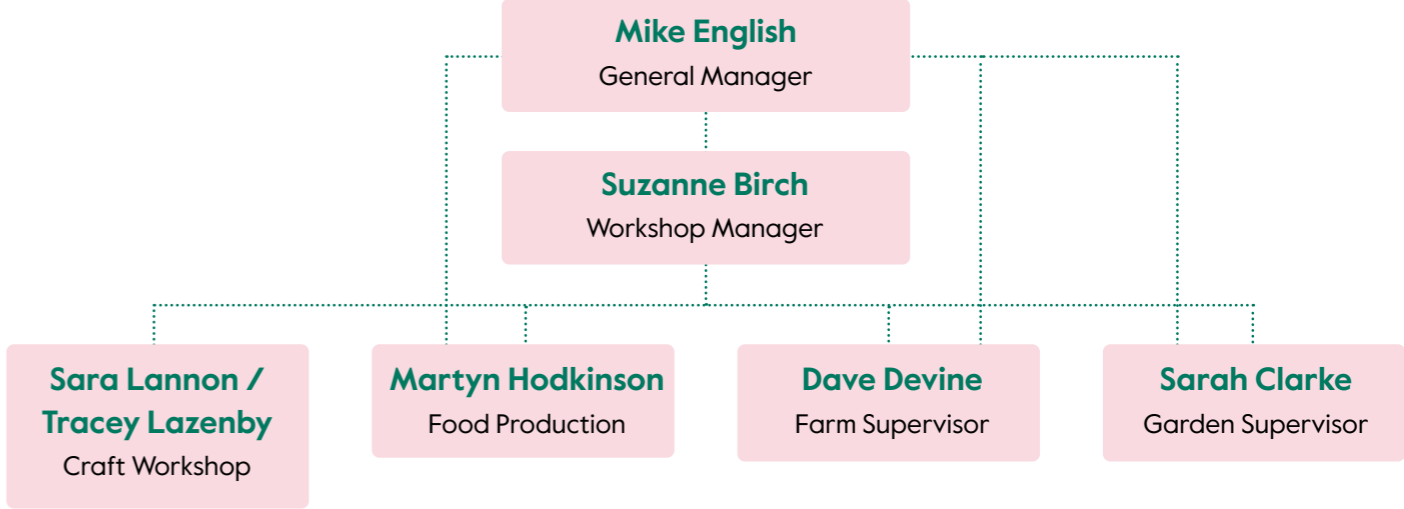 Mike English
General Manager
Suzanne Birch
Workshop Manager
Sara Lannon /
Tracey Lazenby
Craft Workshop
Martyn Hodkinson
Food Production
Dave Devine
Farm Supervisor
Sarah Clarke
Garden Supervisor